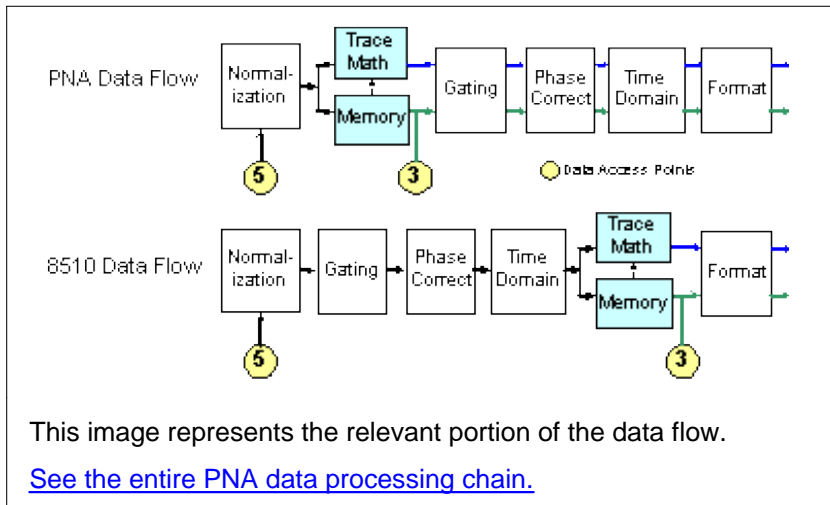 PNA Data Flow
Normal-
ization
Trace
Math
Memory
Gating
Phase
Correct
Time
Domain
Format
5
3
Data Access Points
8510 Data Flow
Normal-
ization
Gating
Phase
Correct
Time
Domain
Trace
Math
Memory
Format
5
3
This image represents the relevant portion of the data flow.
See the entire PNA data processing chain.